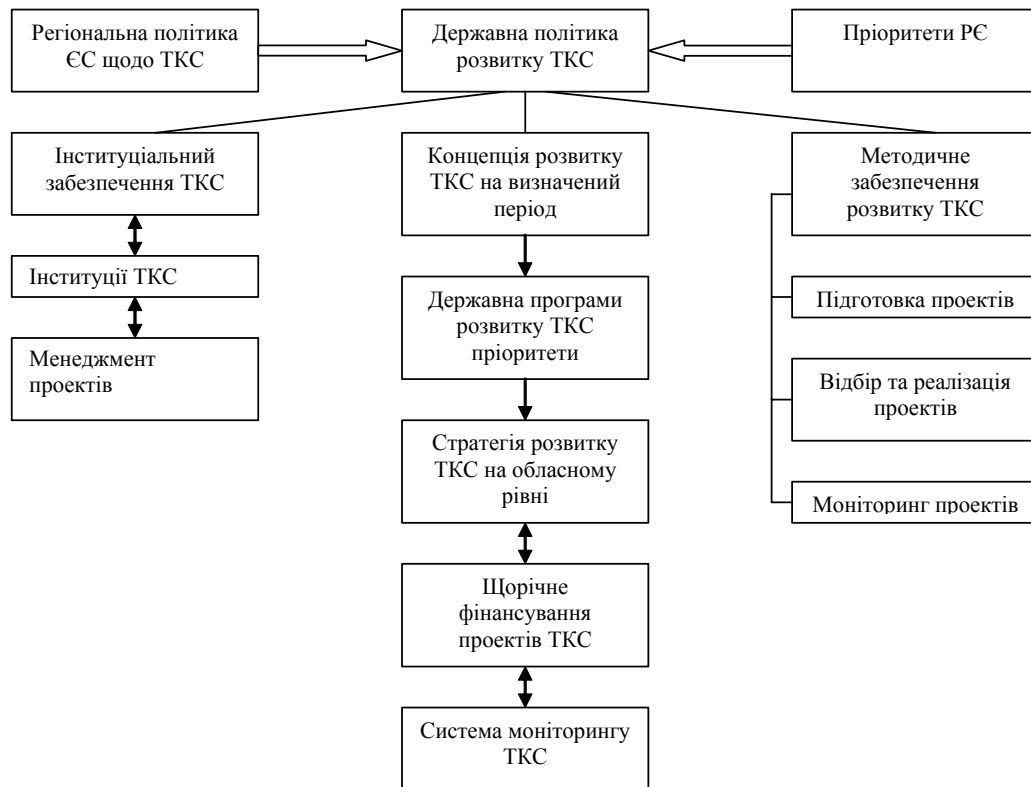 Регіональна політика
ЄС щодо ТКС
Державна політика
розвитку ТКС
Пріоритети РЄ
Інституціальний
забезпечення ТКС
Концепція розвитку
ТКС на визначений
період
Методичне
забезпечення
розвитку ТКС
Інституції ТКС
Державна програми
розвитку ТКС
пріоритети
Підготовка проектів
Менеджмент
проектів
Відбір та реалізація
проектів
Стратегія розвитку
ТКС на обласному
рівні
Моніторинг проектів
Щорічне
фінансування
проектів ТКС
Система моніторингу
ТКС